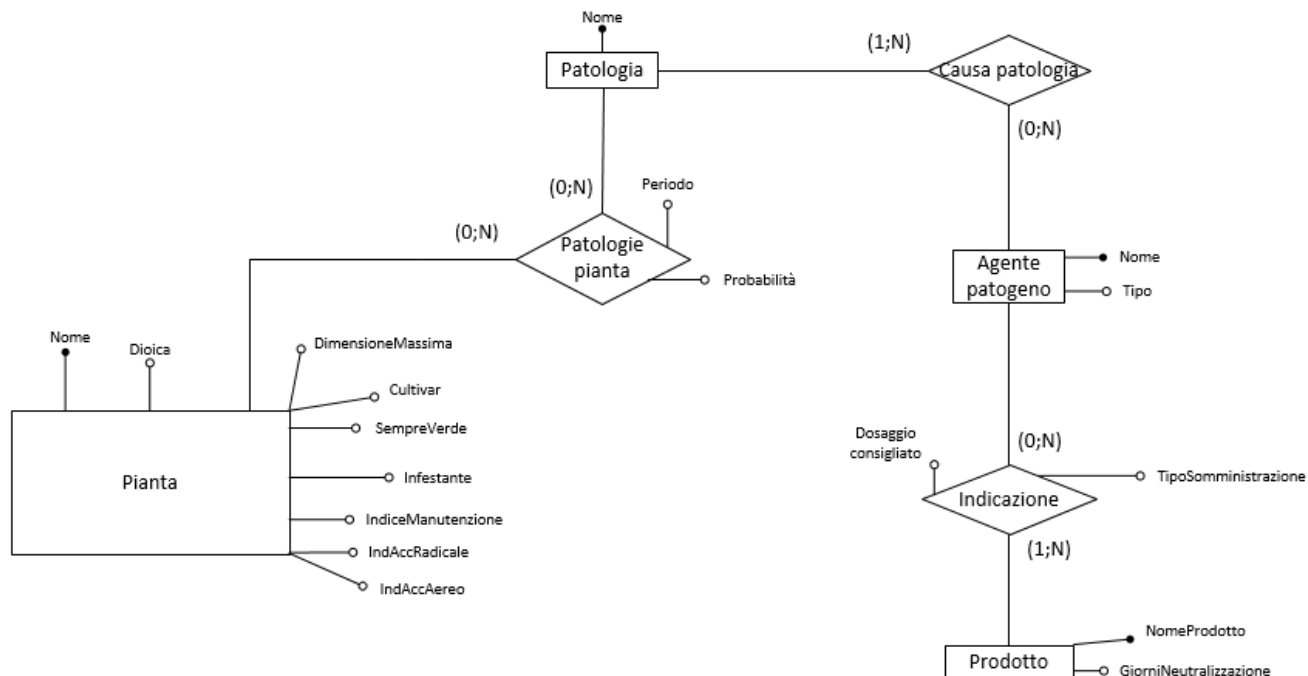 Nome
(1;N)
Patologia
Causa patologia
(0;N)
(0;N)
Periodo
(0;N)
Patologie
pianta
Probabilità
Agente
patogeno
Nome
Tipo
Nome
Dioica
DimensioneMassima
Cultivar
SempreVerde
Pianta
Infestante
IndiceManutenzione
IndAccRadicale
IndAccAereo
Dosaggio
consigliato
(0;N)
TipoSomministrazione
Indicazione
(1;N)
NomeProdotto
Prodotto
GiorniNeutralizzazione